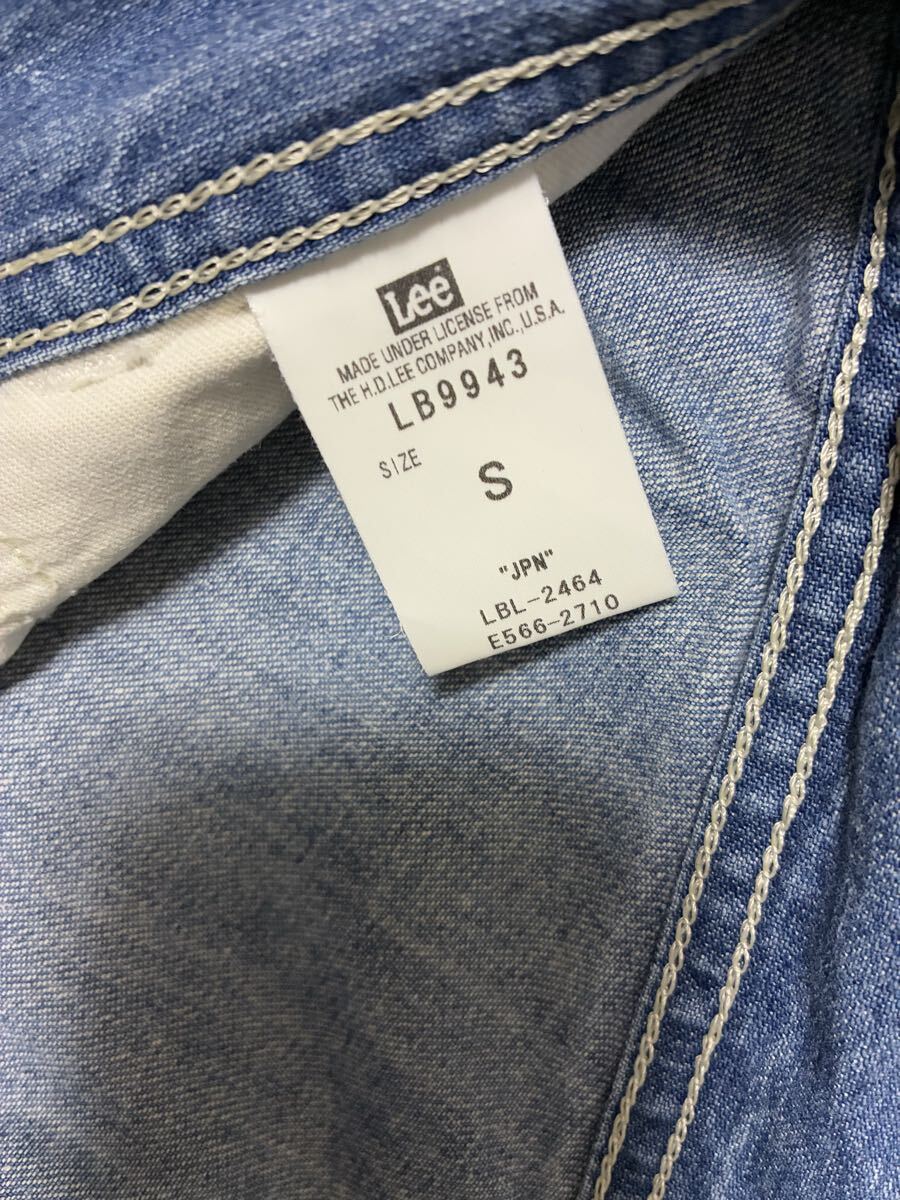 Lee
MADE UNDER LICENSE FROM
THE H.D.LEE COMPANY,INC.,U.S.A.
LB9943
SIZE
S
"JPN"
LBL-2464
E566-2710